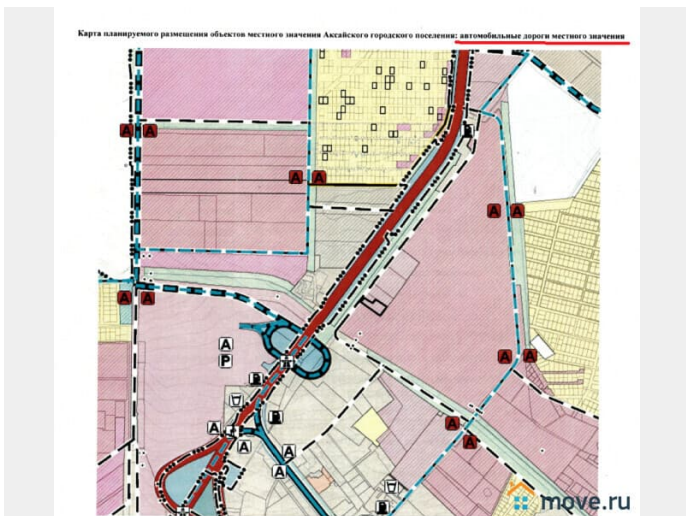 Карта планируемого размещения объектов местного значения Аксайского городского поселения: автомобильные дороги местного значения
А А
А А
А А
А А
А
Р
А А
А
А
А
А
А
А
move.ru